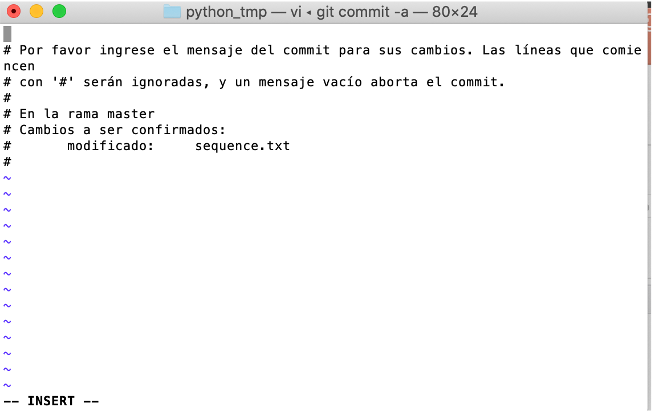 python_tmp — vi ◂ git commit -a — 80×24
# Por favor ingrese el mensaje del commit para sus cambios. Las líneas que comie
ncen
# con '#' serán ignoradas, y un mensaje vacío aborta el commit.
#
# En la rama master
# Cambios a ser confirmados:
#       modificado:     sequence.txt
#
~
~
~
~
~
~
~
~
~
~
~
~
~
~
-- INSERT --